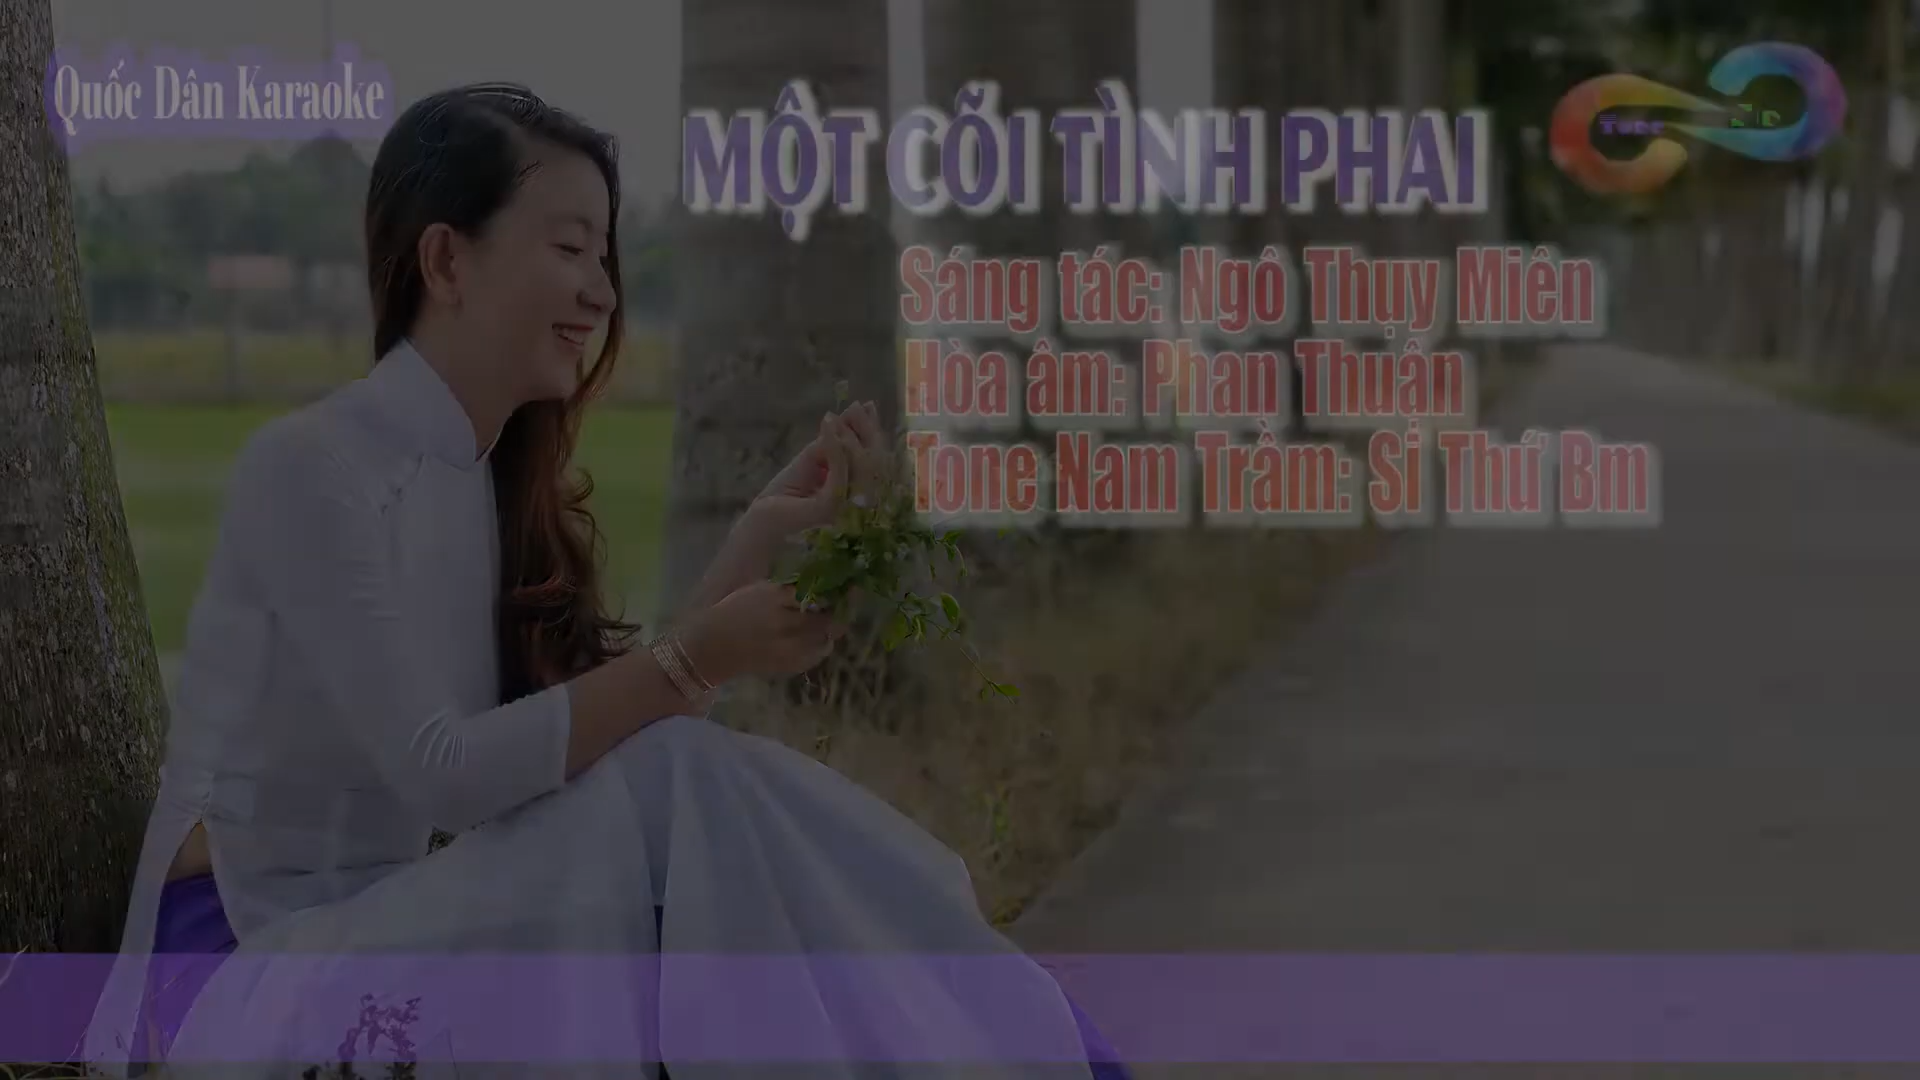 Quốc Dân Karaoke
MỘT CÕI TÌNH PHAI
Sáng tác: Ngô Thụy Miên
Hòa âm: Phan Thuận
Tone Nam Trầm: Si Thứ Bm